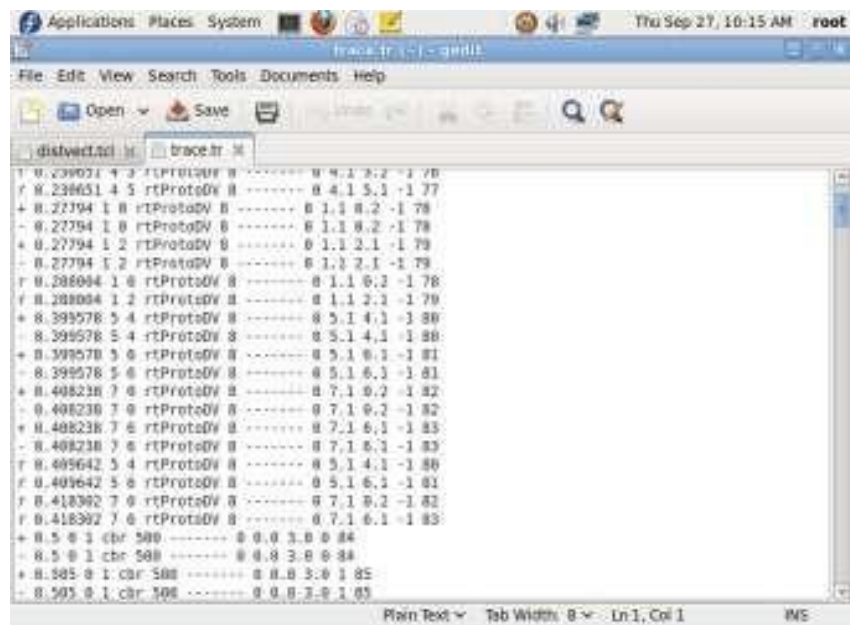 Applications Places System Thu Sep 27, 10:15 AM root
trace.tr (~) - gedit
File Edit View Search Tools Documents Help
Open Save Undo
distvect.tcl trace.tr
r 0.230651 4 3 rtProtoDV 8 ------- 0 4.1 3.2 -1 76
r 0.230651 4 5 rtProtoDV 8 ------- 0 4.1 5.1 -1 77
+ 0.27794 1 0 rtProtoDV 8 ------- 0 1.1 0.2 -1 78
- 0.27794 1 0 rtProtoDV 8 ------- 0 1.1 0.2 -1 78
+ 0.27794 1 2 rtProtoDV 8 ------- 0 1.1 2.1 -1 79
- 0.27794 1 2 rtProtoDV 8 ------- 0 1.1 2.1 -1 79
r 0.288004 1 0 rtProtoDV 8 ------- 0 1.1 0.2 -1 78
r 0.288004 1 2 rtProtoDV 8 ------- 0 1.1 2.1 -1 79
+ 0.399578 5 4 rtProtoDV 8 ------- 0 5.1 4.1 -1 80
- 0.399578 5 4 rtProtoDV 8 ------- 0 5.1 4.1 -1 80
+ 0.399578 5 6 rtProtoDV 8 ------- 0 5.1 6.1 -1 81
- 0.399578 5 6 rtProtoDV 8 ------- 0 5.1 6.1 -1 81
+ 0.408238 7 0 rtProtoDV 8 ------- 0 7.1 0.2 -1 82
- 0.408238 7 0 rtProtoDV 8 ------- 0 7.1 0.2 -1 82
+ 0.408238 7 6 rtProtoDV 8 ------- 0 7.1 6.1 -1 83
- 0.408238 7 6 rtProtoDV 8 ------- 0 7.1 6.1 -1 83
r 0.409642 5 4 rtProtoDV 8 ------- 0 5.1 4.1 -1 80
r 0.409642 5 6 rtProtoDV 8 ------- 0 5.1 6.1 -1 81
r 0.418302 7 0 rtProtoDV 8 ------- 0 7.1 0.2 -1 82
r 0.418302 7 6 rtProtoDV 8 ------- 0 7.1 6.1 -1 83
+ 0.5 0 1 cbr 500 ------- 0 0.0 3.0 0 84
- 0.5 0 1 cbr 500 ------- 0 0.0 3.0 0 84
+ 0.505 0 1 cbr 500 ------- 0 0.0 3.0 1 85
- 0.505 0 1 cbr 500 ------- 0 0.0 3.0 1 85
Plain Text Tab Width: 8 Ln 1, Col 1 INS